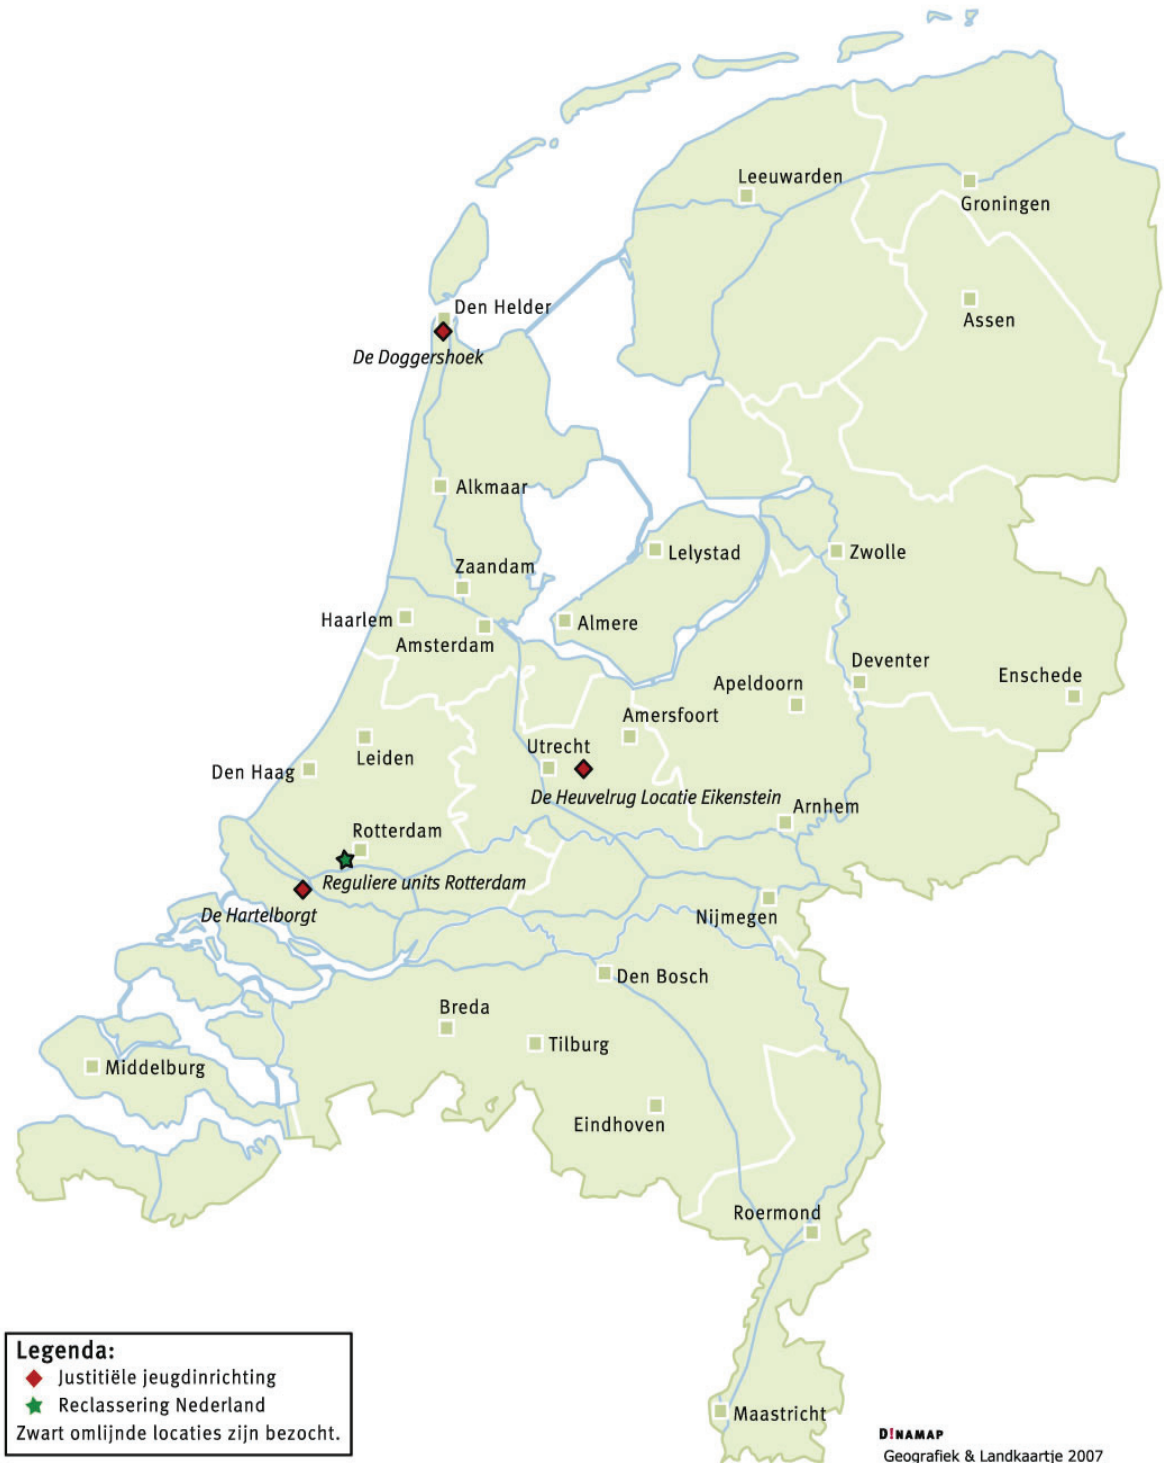 Leeuwarden
Groningen
Den Helder
Assen
De Doggershoek
Alkmaar
Lelystad
Zwolle
Zaandam
Haarlem
Almere
Amsterdam
Deventer
Enschede
Apeldoorn
Amersfoort
Utrecht
Leiden
Den Haag
De Heuvelrug Locatie Eikenstein
Arnhem
Rotterdam
Reguliere units Rotterdam
De Hartelborgt
Nijmegen
Den Bosch
Breda
Tilburg
Middelburg
Eindhoven
Roermond
Maastricht
Legenda:
Justitiële jeugdinrichting
Reclassering Nederland
Zwart omlijnde locaties zijn bezocht.
D!NAMAP
Geografiek & Landkaartje 2007